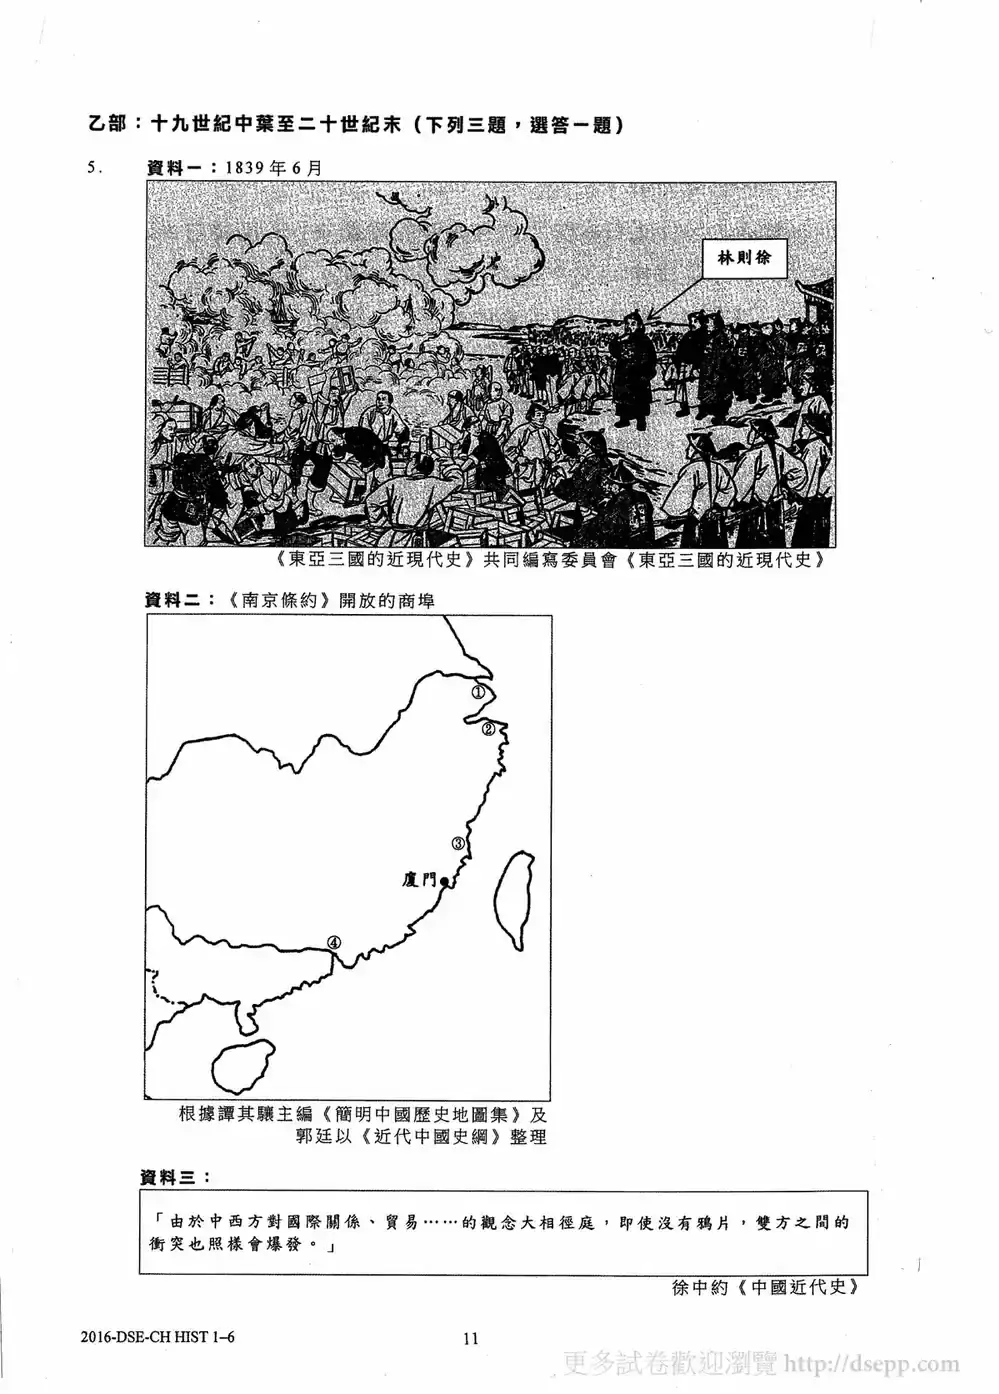 乙部：十九世紀中葉至二十世紀末（下列三題，選答一題）
5. 資料一：1839年6月
林則徐
《東亞三國的近現代史》共同編寫委員會《東亞三國的近現代史》
資料二：《南京條約》開放的商埠
①
②
③
廈門
④
根據譚其驤主編《簡明中國歷史地圖集》及
郭廷以《近代中國史綱》整理
資料三：
「由於中西方對國際關係、貿易……的觀念大相徑庭，即使沒有鴉片，雙方之間的
衝突也照樣會爆發。」
徐中約《中國近代史》
2016-DSE-CH HIST 1–6
11
更多試卷歡迎瀏覽 http://dsepp.com